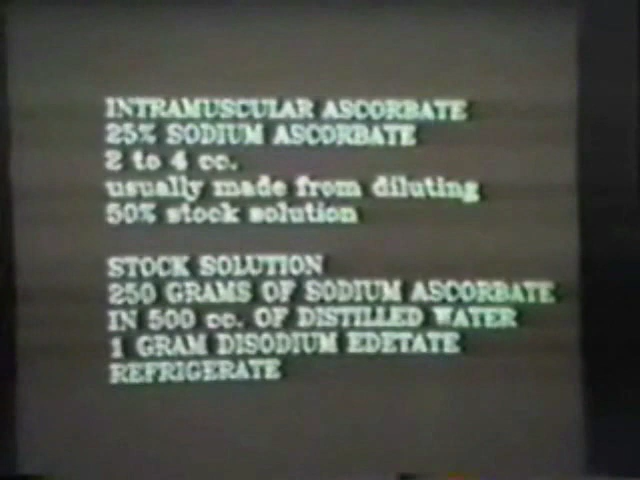 INTRAMUSCULAR ASCORBATE
25% SODIUM ASCORBATE
2 to 4 cc.
usually made from diluting
50% stock solution
STOCK SOLUTION
250 GRAMS OF SODIUM ASCORBATE
IN 500 cc. OF DISTILLED WATER
1 GRAM DISODIUM EDETATE
REFRIGERATE